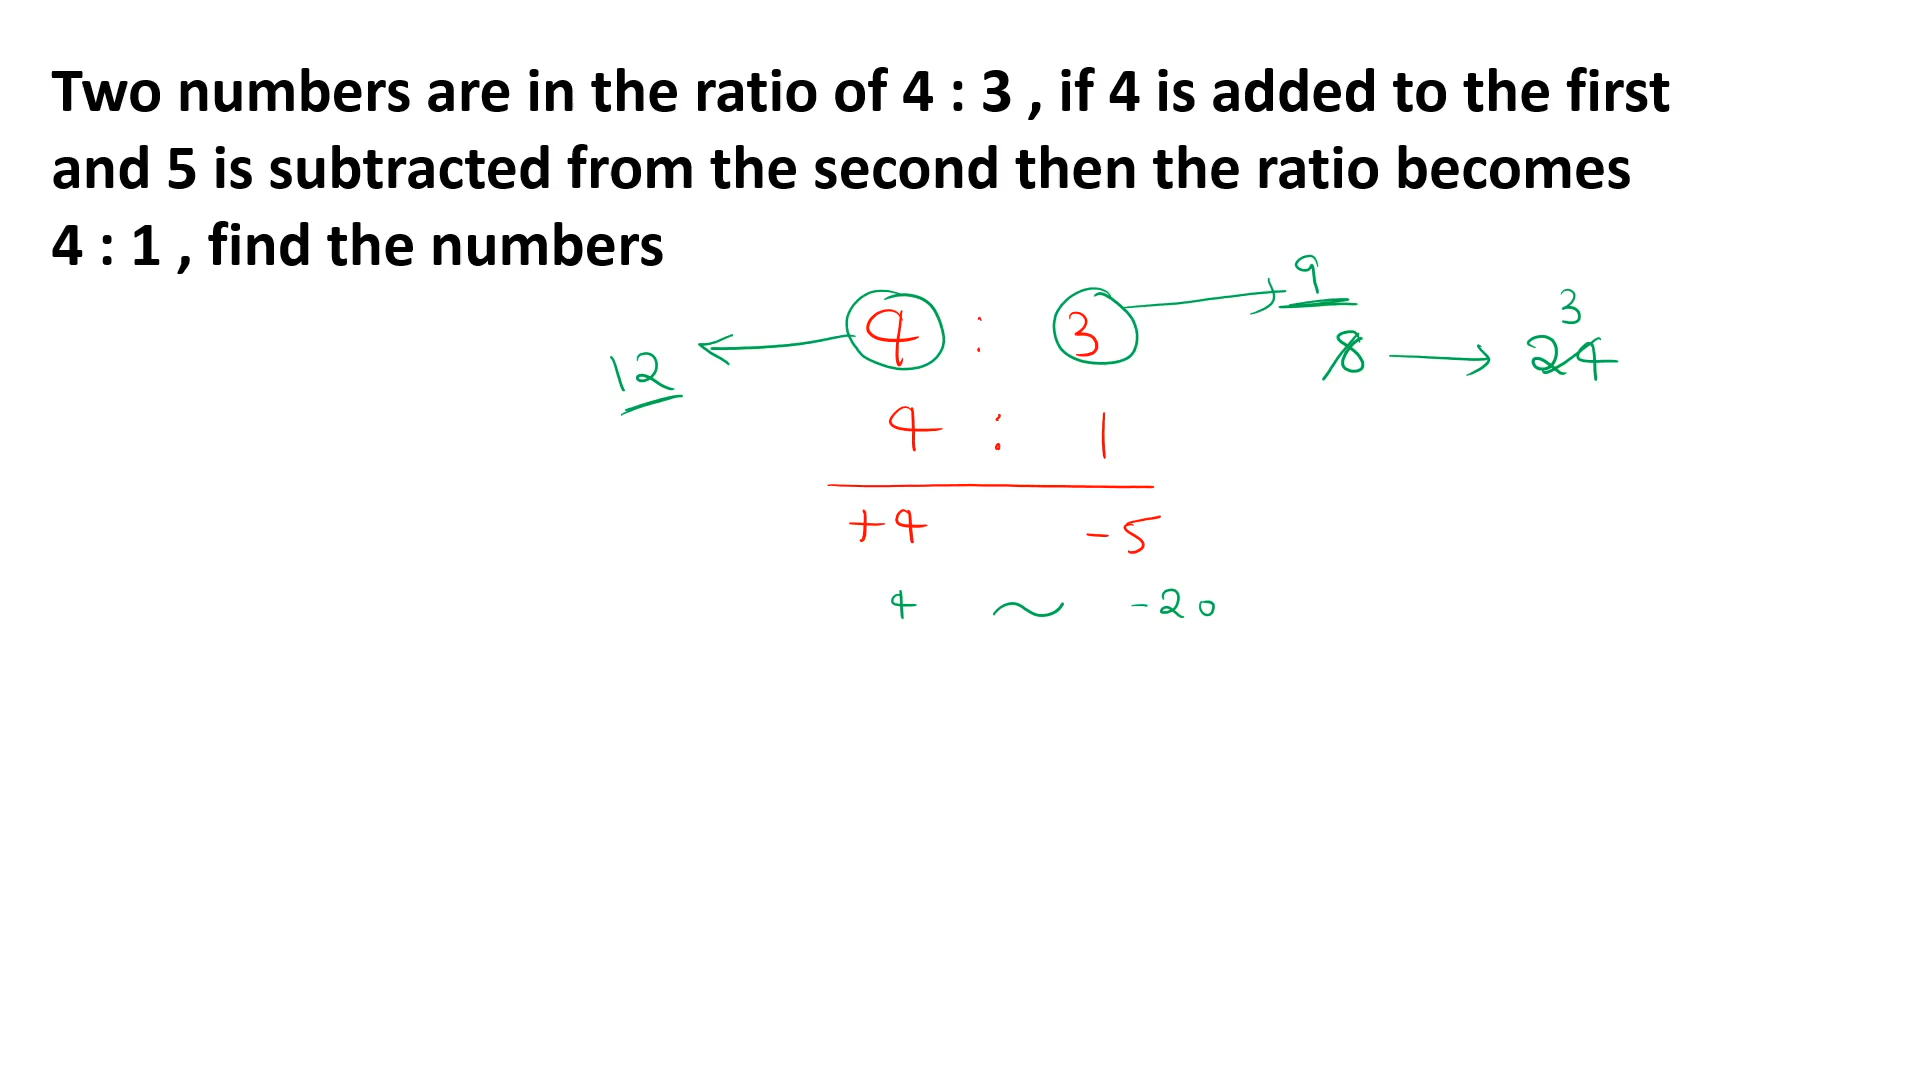 Two numbers are in the ratio of 4 : 3 , if 4 is added to the first
and 5 is subtracted from the second then the ratio becomes
4 : 1 , find the numbers
9
3
12 ← 4 : 3
8 → 24
4 : 1
+4 -5
4 ~ -20